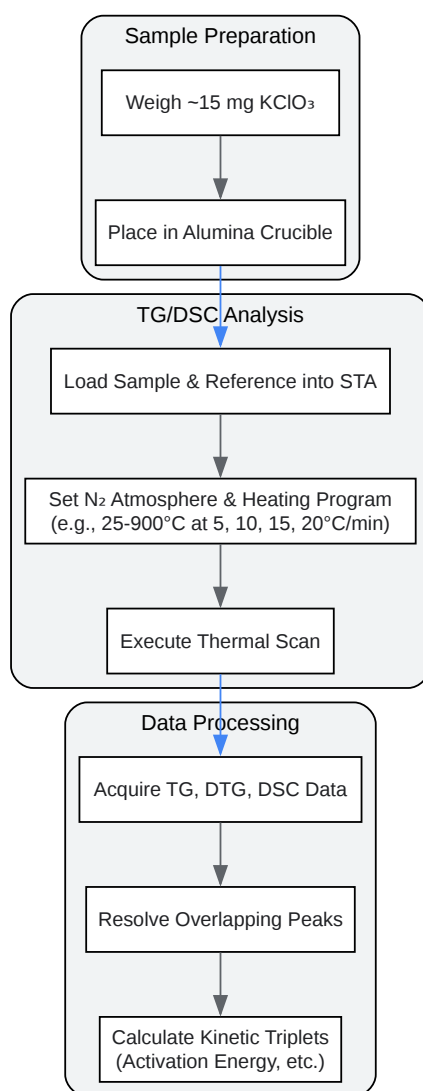 Sample Preparation
Weigh ~15 mg KClO₃
Place in Alumina Crucible
TG/DSC Analysis
Load Sample & Reference into STA
Set N₂ Atmosphere & Heating Program
(e.g., 25-900°C at 5, 10, 15, 20°C/min)
Execute Thermal Scan
Data Processing
Acquire TG, DTG, DSC Data
Resolve Overlapping Peaks
Calculate Kinetic Triplets
(Activation Energy, etc.)